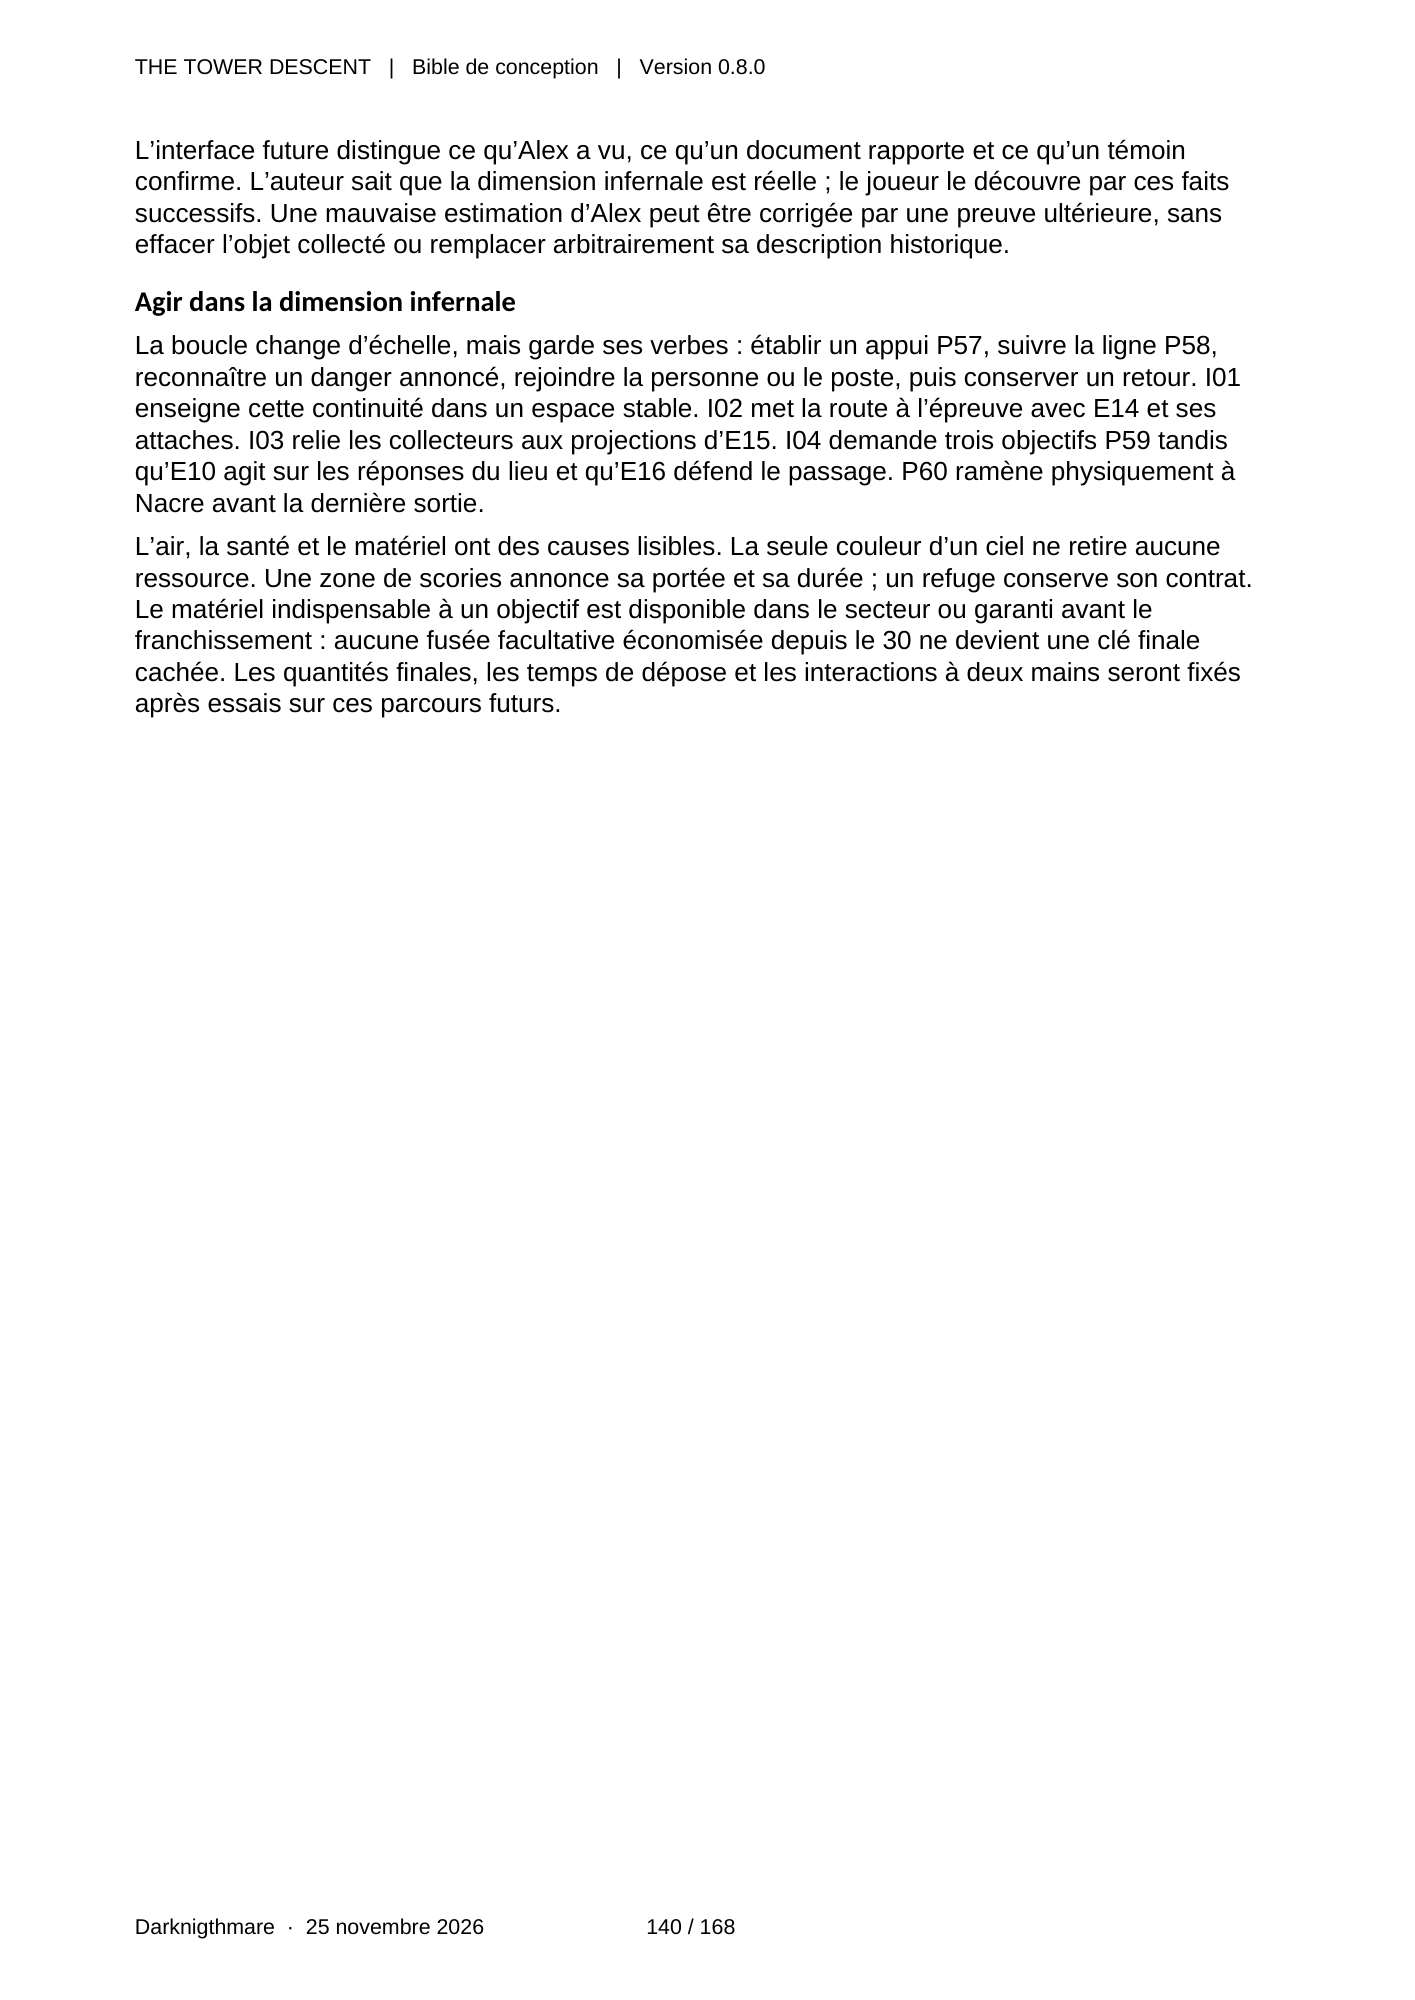 THE TOWER DESCENT | Bible de conception | Version 0.8.0
L’interface future distingue ce qu’Alex a vu, ce qu’un document rapporte et ce qu’un témoin
confirme. L’auteur sait que la dimension infernale est réelle ; le joueur le découvre par ces faits
successifs. Une mauvaise estimation d’Alex peut être corrigée par une preuve ultérieure, sans
effacer l’objet collecté ou remplacer arbitrairement sa description historique.
Agir dans la dimension infernale
La boucle change d’échelle, mais garde ses verbes : établir un appui P57, suivre la ligne P58,
reconnaître un danger annoncé, rejoindre la personne ou le poste, puis conserver un retour. I01
enseigne cette continuité dans un espace stable. I02 met la route à l’épreuve avec E14 et ses
attaches. I03 relie les collecteurs aux projections d’E15. I04 demande trois objectifs P59 tandis
qu’E10 agit sur les réponses du lieu et qu’E16 défend le passage. P60 ramène physiquement à
Nacre avant la dernière sortie.
L’air, la santé et le matériel ont des causes lisibles. La seule couleur d’un ciel ne retire aucune
ressource. Une zone de scories annonce sa portée et sa durée ; un refuge conserve son contrat.
Le matériel indispensable à un objectif est disponible dans le secteur ou garanti avant le
franchissement : aucune fusée facultative économisée depuis le 30 ne devient une clé finale
cachée. Les quantités finales, les temps de dépose et les interactions à deux mains seront fixés
après essais sur ces parcours futurs.
Darknigthmare · 25 novembre 2026 140 / 168